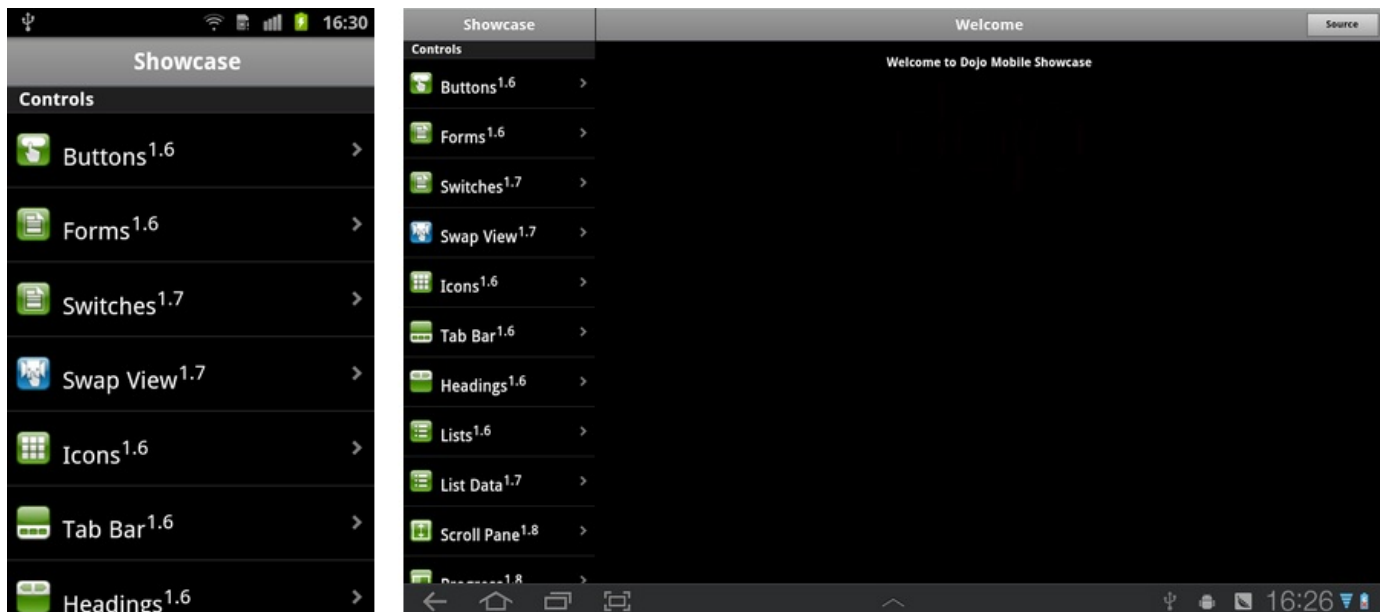 16:30
Showcase
Controls
Buttons1.6
Forms1.6
Switches1.7
Swap View1.7
Icons1.6
Tab Bar1.6
Headings1.6
Showcase
Welcome
Source
Controls
Welcome to Dojo Mobile Showcase
Buttons1.6
Forms1.6
Switches1.7
Swap View1.7
Icons1.6
Tab Bar1.6
Headings1.6
Lists1.6
List Data1.7
Scroll Pane1.8
Progress1.8
16:26